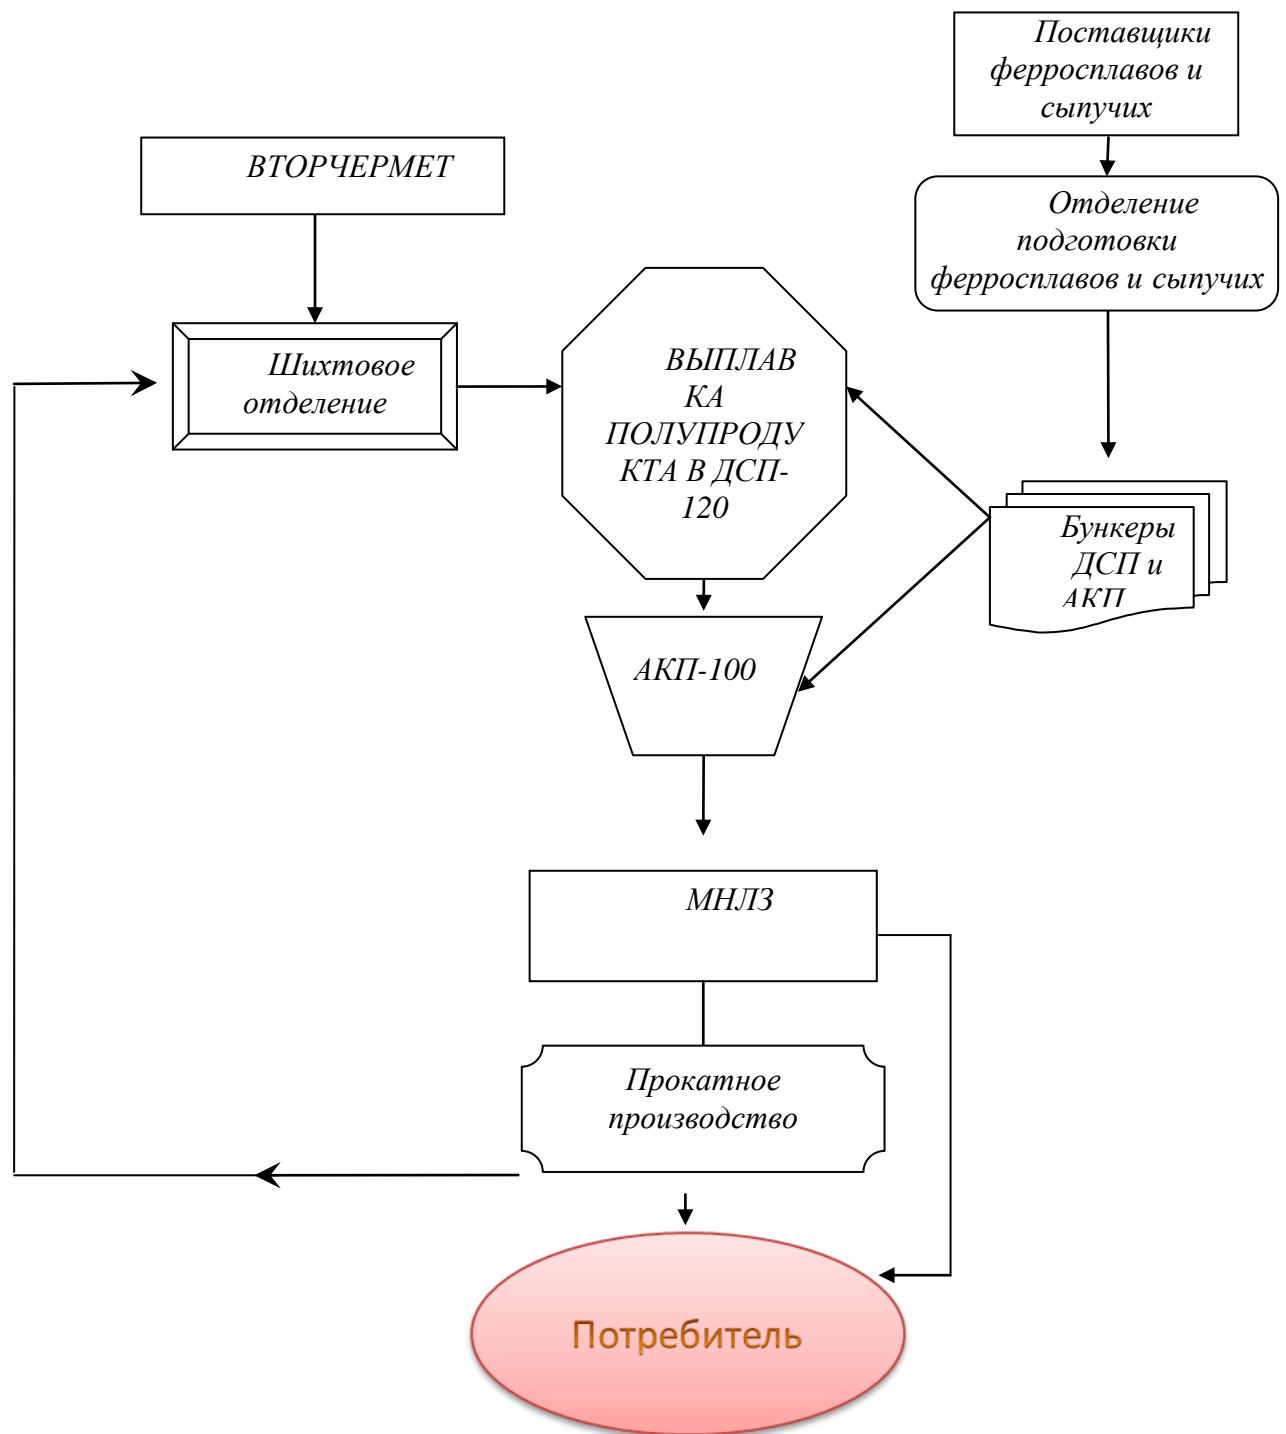 Поставщики
ферросплавов и
сыпучих
ВТОРЧЕРМЕТ
Отделение
подготовки
ферросплавов и сыпучих
Шихтовое
отделение
ВЫПЛАВ
КА
ПОЛУПРОДУ
КТА В ДСП-
120
Бункеры
ДСП и
АКП
АКП-100
МНЛЗ
Прокатное
производство
Потребитель